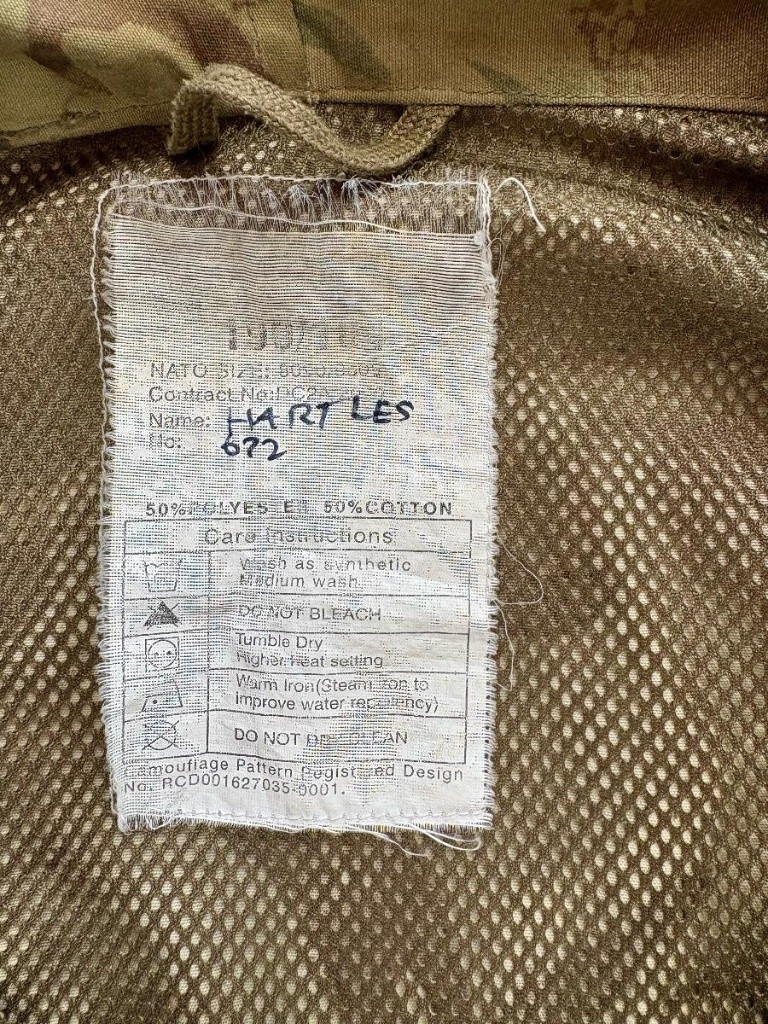 NATO SIZE:
Contract No:
Name: HARTLES
No: 672
50%POLYESTER 50%COTTON
Care Instructions
Wash as synthetic
Medium wash
DO NOT BLEACH
Tumble Dry
Higher heat setting
Warm Iron(Steam Iron to
improve water repellency)
DO NOT DRY CLEAN
Camouflage Pattern Registered Design
No. RCD001627035-0001.